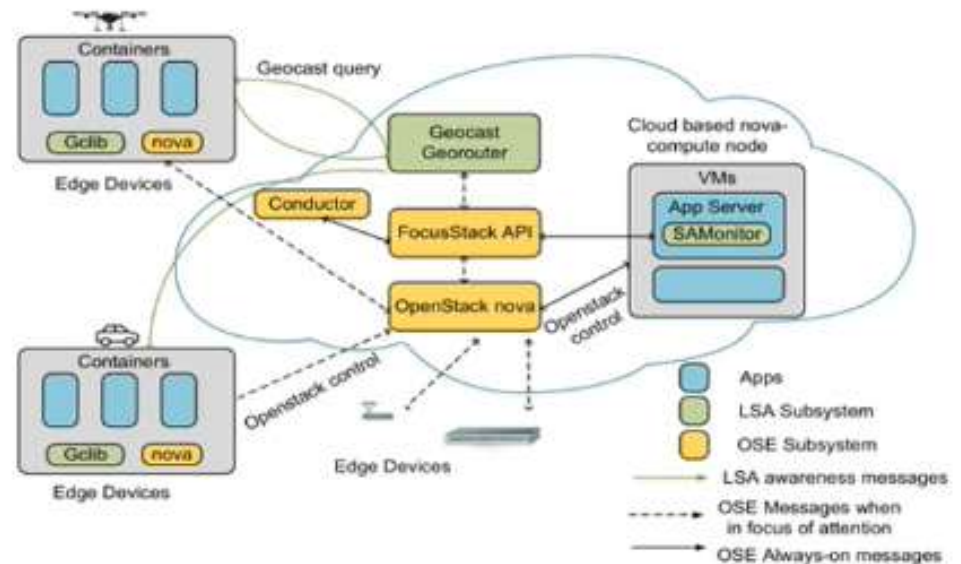 Containers
Gclib
nova
Edge Devices
Geocast query
Geocast
Georouter
Conductor
FocusStack API
OpenStack nova
Cloud based nova-
compute node
VMs
App Server
SAMonitor
Openstack
control
Openstack control
Containers
Gclib
nova
Edge Devices
Edge Devices
Apps
LSA Subsystem
OSE Subsystem
LSA awareness messages
OSE Messages when
in focus of attention
OSE Always-on messages